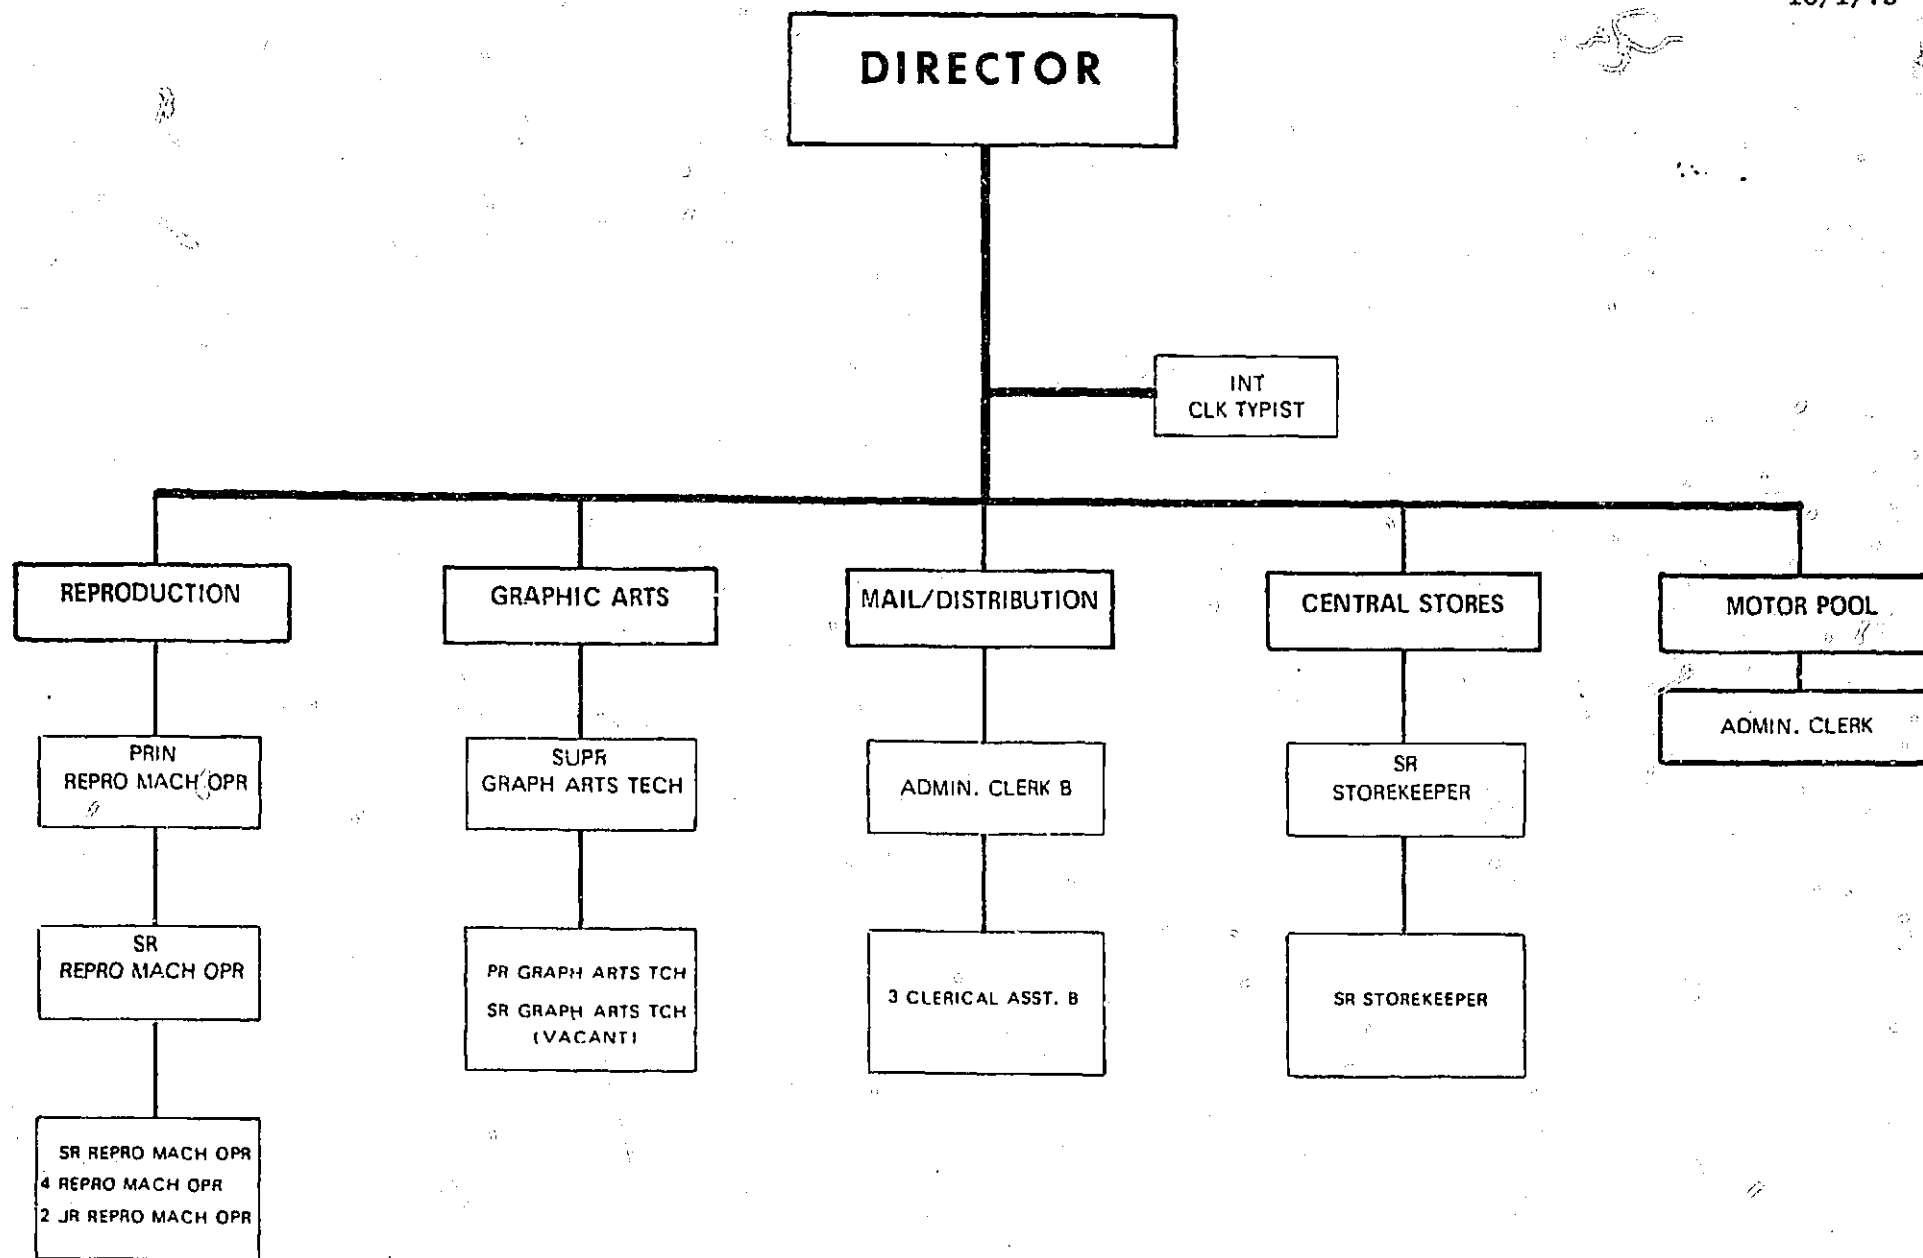 DIRECTOR
INT
CLK TYPIST
REPRODUCTION
GRAPHIC ARTS
MAIL/DISTRIBUTION
CENTRAL STORES
MOTOR POOL
PRIN
REPRO MACH OPR
SUPR
GRAPH ARTS TECH
ADMIN. CLERK B
SR
STOREKEEPER
ADMIN. CLERK
SR
REPRO MACH OPR
PR GRAPH ARTS TCH
SR GRAPH ARTS TCH
(VACANT)
3 CLERICAL ASST. B
SR STOREKEEPER
SR REPRO MACH OPR
4 REPRO MACH OPR
2 JR REPRO MACH OPR